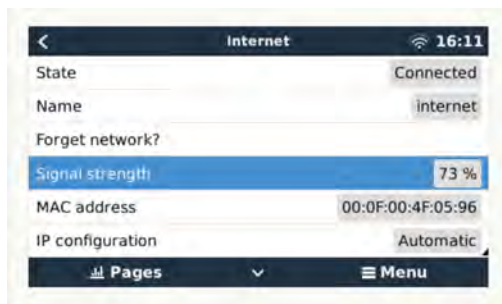 Internet 16:11
State Connected
Name internet
Forget network?
Signal strength 73 %
MAC address 00:0F:00:4F:05:96
IP configuration Automatic
Pages Menu